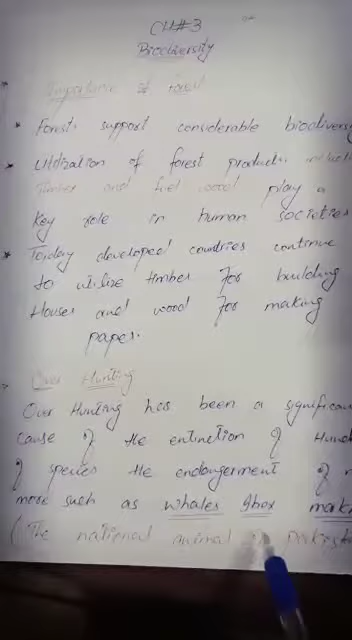 CH#3
Biodiversity
Importance of forest
Forests support considerable
Utilization of forest products
Timber and fuel wood play a
Key role in human societies
Today developed countries continue
to utilize timber for building
Houses and wood for making
paper.
Over Hunting
Over Hunting has been a
cause of the extinction of
of species the endangerment of
more such as whales Ibex
(The national animal of